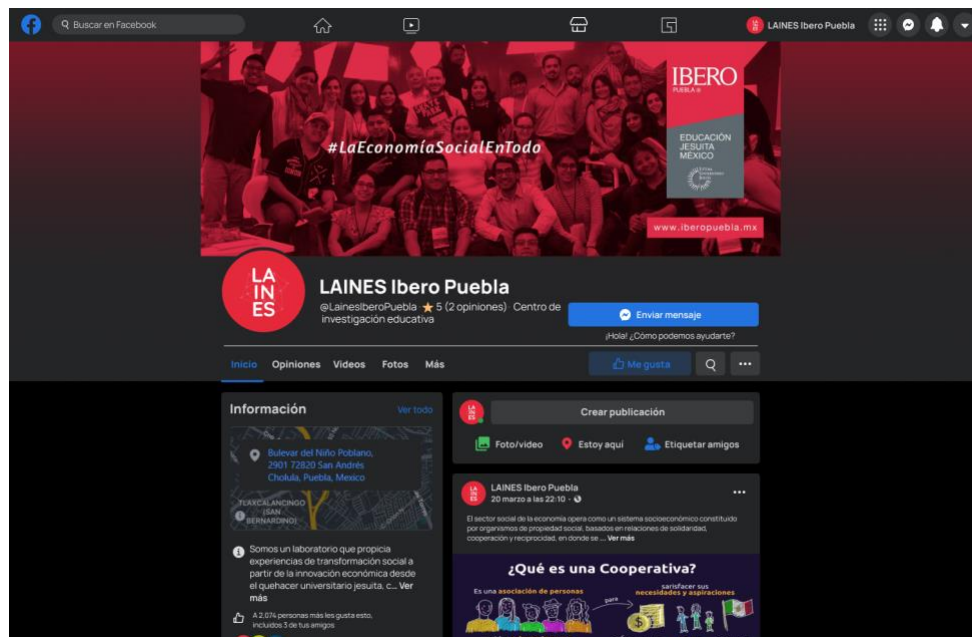 Buscar en Facebook
LAINES Ibero Puebla
IBERO
PUEBLA ®
EDUCACIÓN
JESUITA
MÉXICO
#LaEconomíaSocialEnTodo
www.iberopuebla.mx
LA
IN
ES
LAINES Ibero Puebla
@LainesIberoPuebla ★ 5 (2 opiniones) · Centro de
investigación educativa
Enviar mensaje
¡Hola! ¿Cómo podemos ayudarte?
Inicio Opiniones Videos Fotos Más
Me gusta
Información Ver todo
Bulevar del Niño Poblano,
2901 72820 San Andrés
Cholula, Puebla, Mexico
TLAXCALANCINGO
(SAN
BERNARDINO)
Somos un laboratorio que propicia
experiencias de transformación social a
partir de la innovación económica desde
el quehacer universitario jesuita, c... Ver
más
A 2,074 personas más les gusta esto,
incluidos 3 de tus amigos
LA
IN
ES
Crear publicación
Foto/video Estoy aquí Etiquetar amigos
LA
IN
ES
LAINES Ibero Puebla
20 marzo a las 22:10 ·
El sector social de la economía opera como un sistema socioeconómico constituido
por organismos de propiedad social, basados en relaciones de solidaridad,
cooperación y reciprocidad, en donde se ... Ver más
¿Qué es una Cooperativa?
Es una asociación de personas
para
satisfacer sus
necesidades y aspiraciones